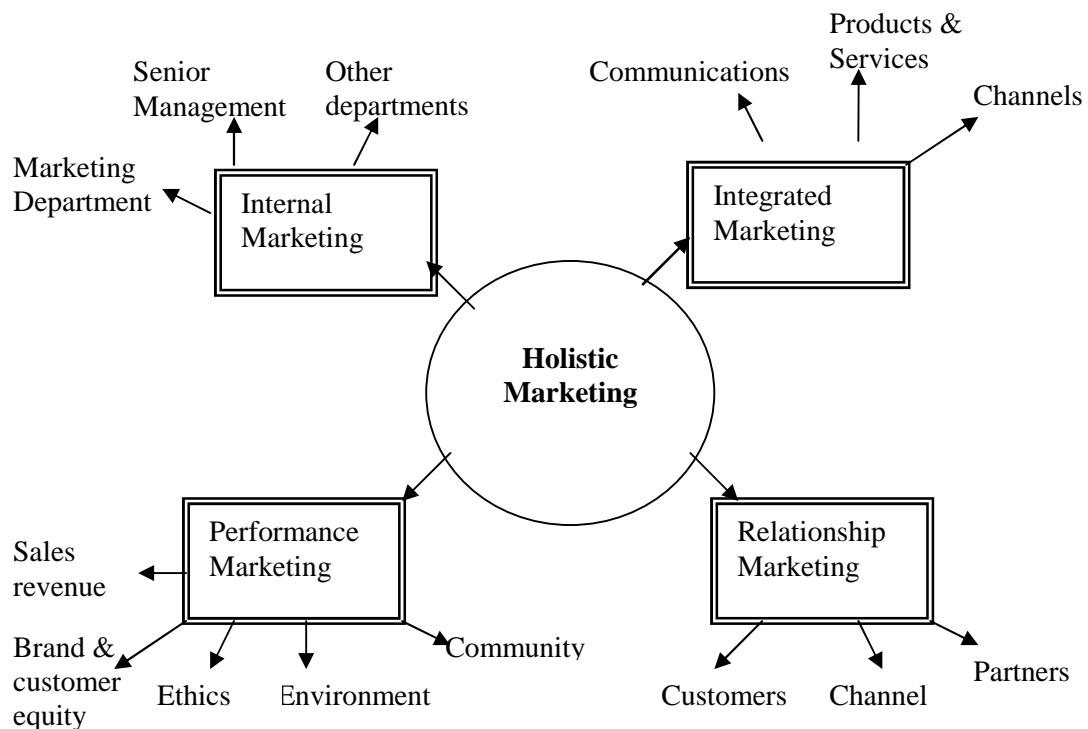 Products &
Services
Senior
Management
Other
departments
Communications
Channels
Marketing
Department
Internal
Marketing
Integrated
Marketing
Holistic
Marketing
Performance
Marketing
Relationship
Marketing
Sales
revenue
Brand &
customer
equity
Ethics
Environment
Community
Customers
Channel
Partners